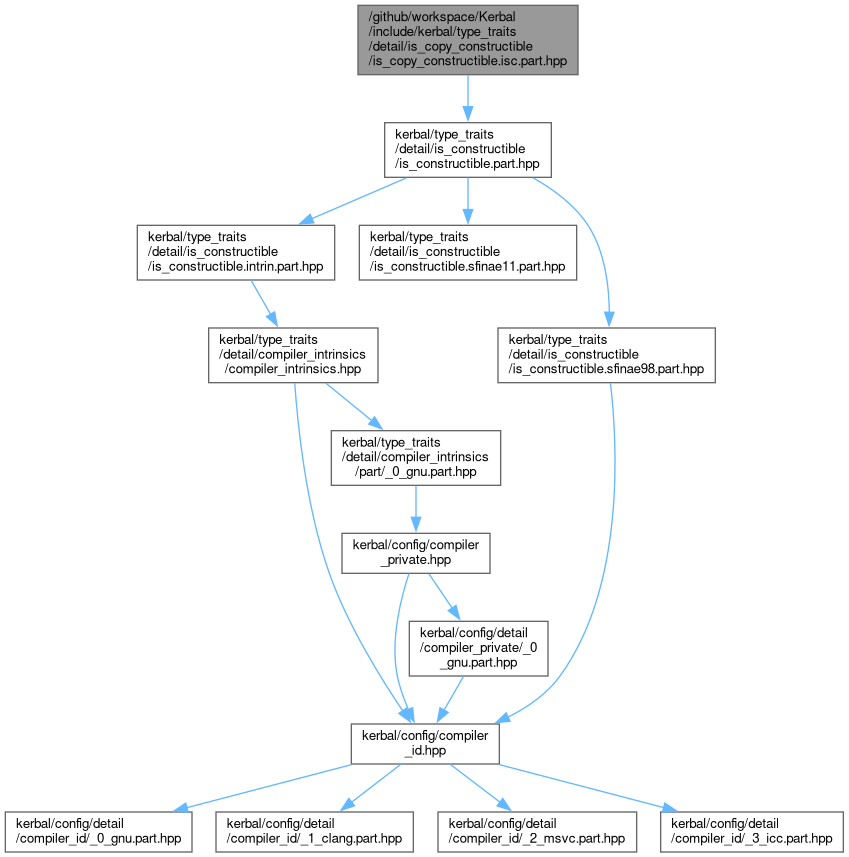 /github/workspace/Kerbal
/include/kerbal/type_traits
/detail/is_copy_constructible
/is_copy_constructible.isc.part.hpp
kerbal/type_traits
/detail/is_constructible
/is_constructible.part.hpp
kerbal/type_traits
/detail/is_constructible
/is_constructible.intrin.part.hpp
kerbal/type_traits
/detail/is_constructible
/is_constructible.sfinae11.part.hpp
kerbal/type_traits
/detail/compiler_intrinsics
/compiler_intrinsics.hpp
kerbal/type_traits
/detail/is_constructible
/is_constructible.sfinae98.part.hpp
kerbal/type_traits
/detail/compiler_intrinsics
/part/_0_gnu.part.hpp
kerbal/config/compiler
_private.hpp
kerbal/config/detail
/compiler_private/_0
_gnu.part.hpp
kerbal/config/compiler
_id.hpp
kerbal/config/detail
/compiler_id/_0_gnu.part.hpp
kerbal/config/detail
/compiler_id/_1_clang.part.hpp
kerbal/config/detail
/compiler_id/_2_msvc.part.hpp
kerbal/config/detail
/compiler_id/_3_icc.part.hpp